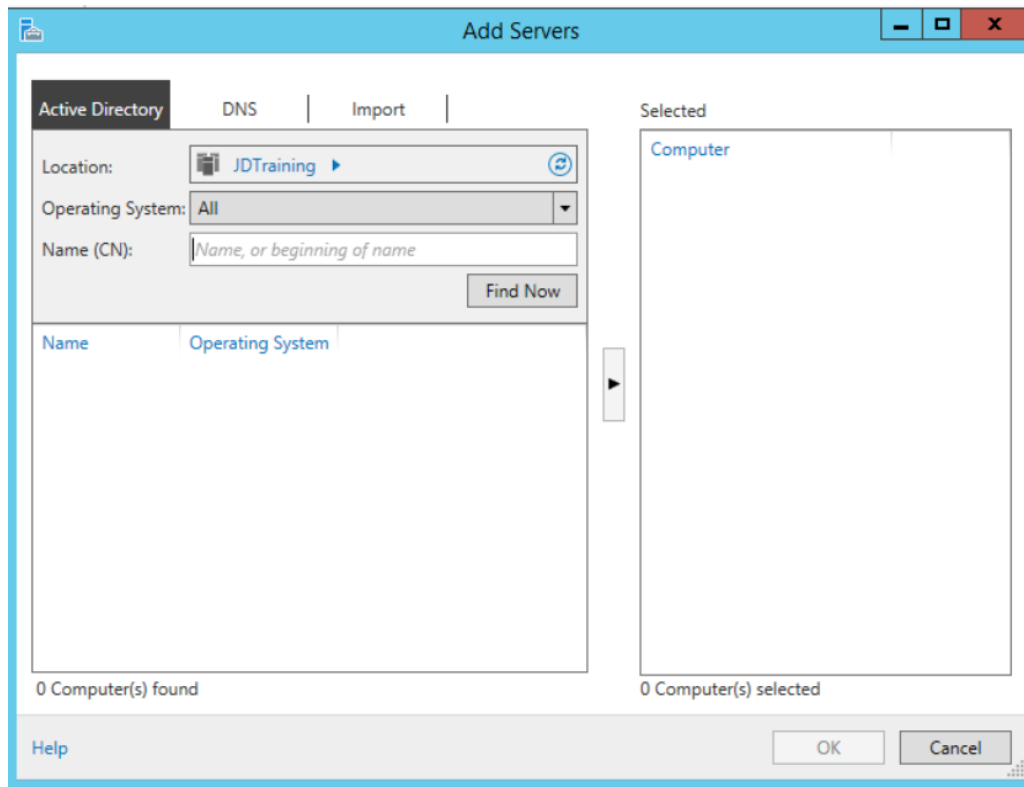 Add Servers
Active Directory
DNS
Import
Location:
JDTraining
Operating System:
All
Name (CN):
Name, or beginning of name
Find Now
Name
Operating System
0 Computer(s) found
Selected
Computer
0 Computer(s) selected
Help
OK
Cancel